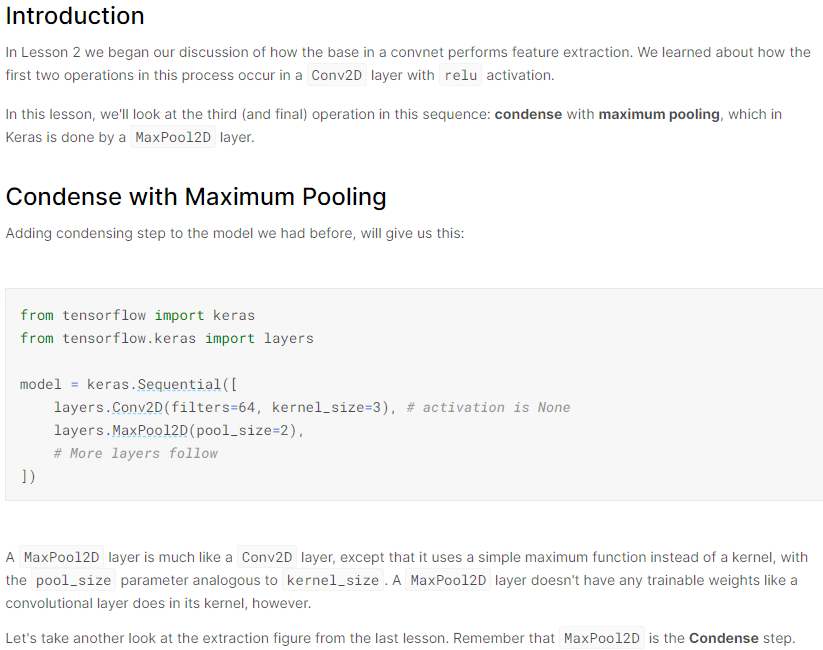 Introduction
In Lesson 2 we began our discussion of how the base in a convnet performs feature extraction. We learned about how the
first two operations in this process occur in a Conv2D layer with relu activation.
In this lesson, we'll look at the third (and final) operation in this sequence: condense with maximum pooling, which in
Keras is done by a MaxPool2D layer.
Condense with Maximum Pooling
Adding condensing step to the model we had before, will give us this:
from tensorflow import keras
from tensorflow.keras import layers
model = keras.Sequential([
    layers.Conv2D(filters=64, kernel_size=3), # activation is None
    layers.MaxPool2D(pool_size=2),
    # More layers follow
])
A MaxPool2D layer is much like a Conv2D layer, except that it uses a simple maximum function instead of a kernel, with
the pool_size parameter analogous to kernel_size. A MaxPool2D layer doesn't have any trainable weights like a
convolutional layer does in its kernel, however.
Let's take another look at the extraction figure from the last lesson. Remember that MaxPool2D is the Condense step.